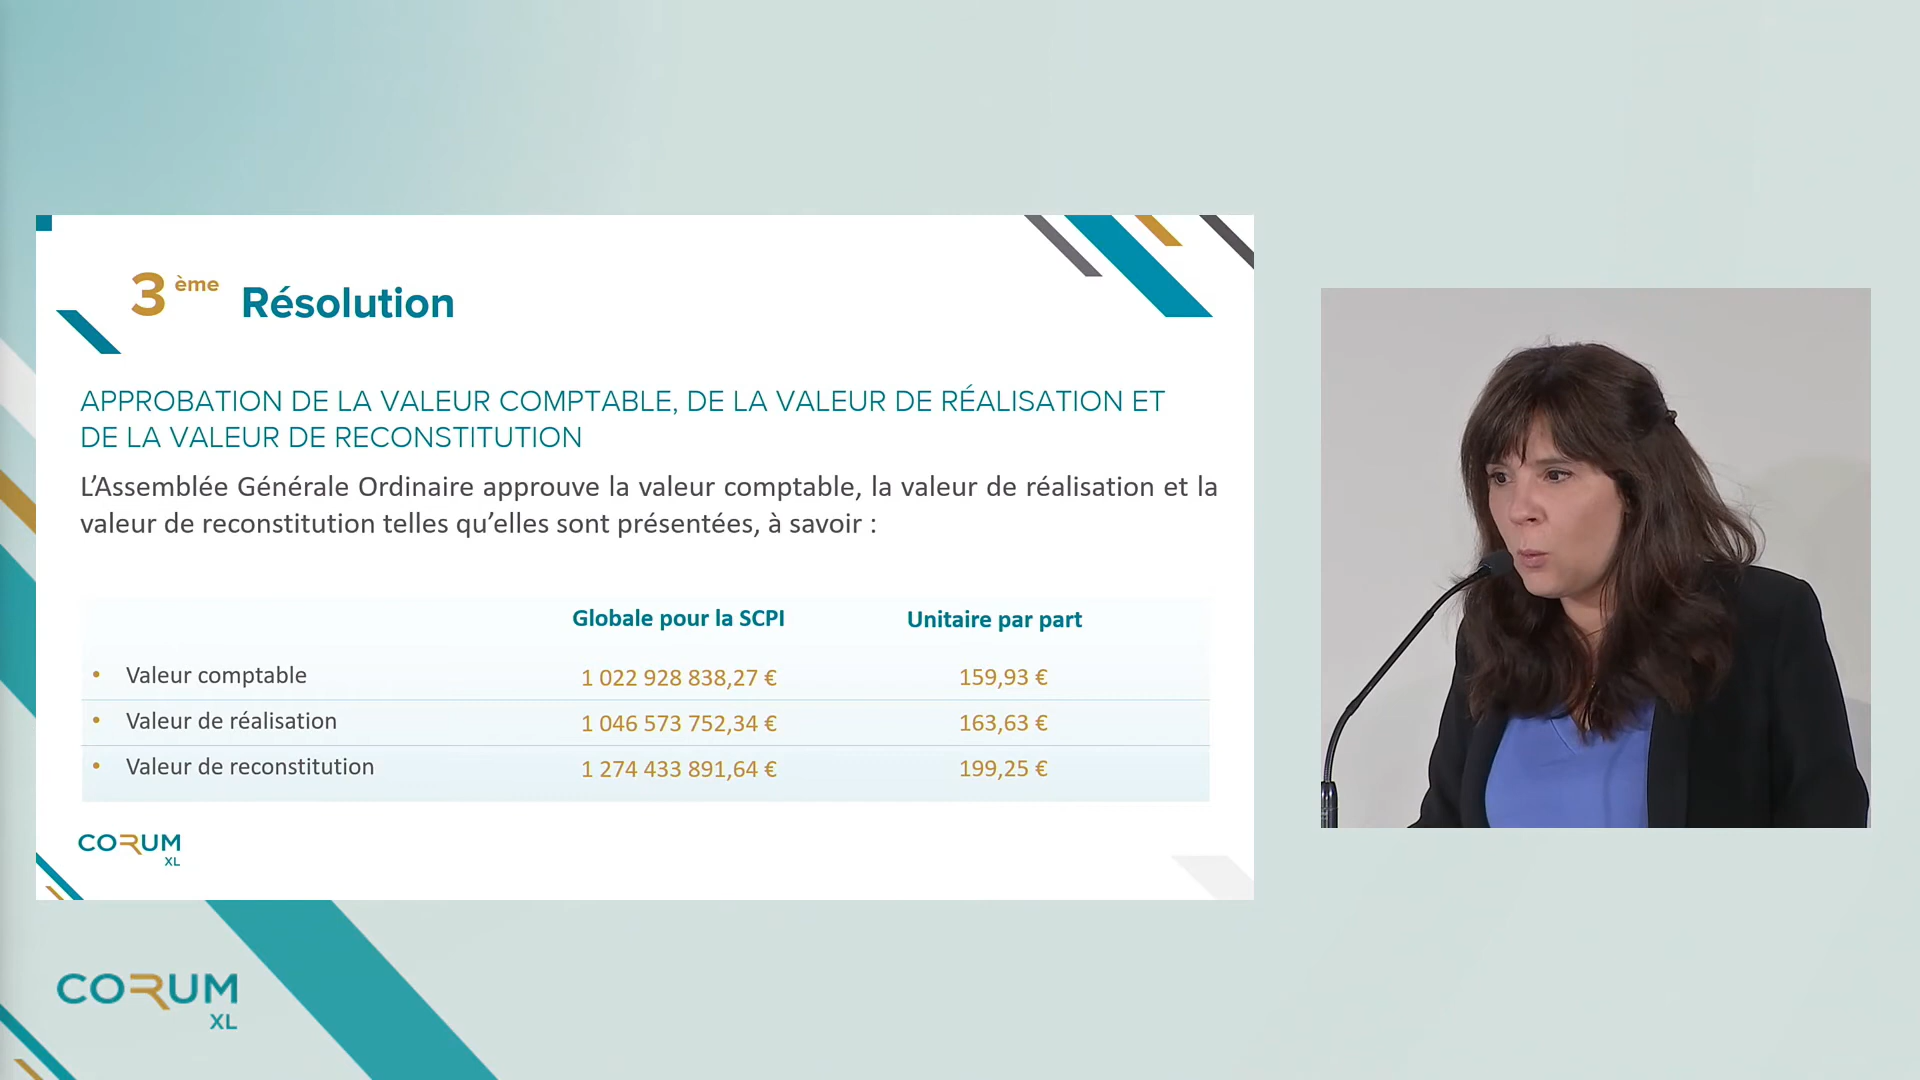 3 ème Résolution
APPROBATION DE LA VALEUR COMPTABLE, DE LA VALEUR DE RÉALISATION ET
DE LA VALEUR DE RECONSTITUTION
L’Assemblée Générale Ordinaire approuve la valeur comptable, la valeur de réalisation et la
valeur de reconstitution telles qu’elles sont présentées, à savoir :
Globale pour la SCPI Unitaire par part
• Valeur comptable 1 022 928 838,27 € 159,93 €
• Valeur de réalisation 1 046 573 752,34 € 163,63 €
• Valeur de reconstitution 1 274 433 891,64 € 199,25 €
CORUM
XL
CORUM
XL